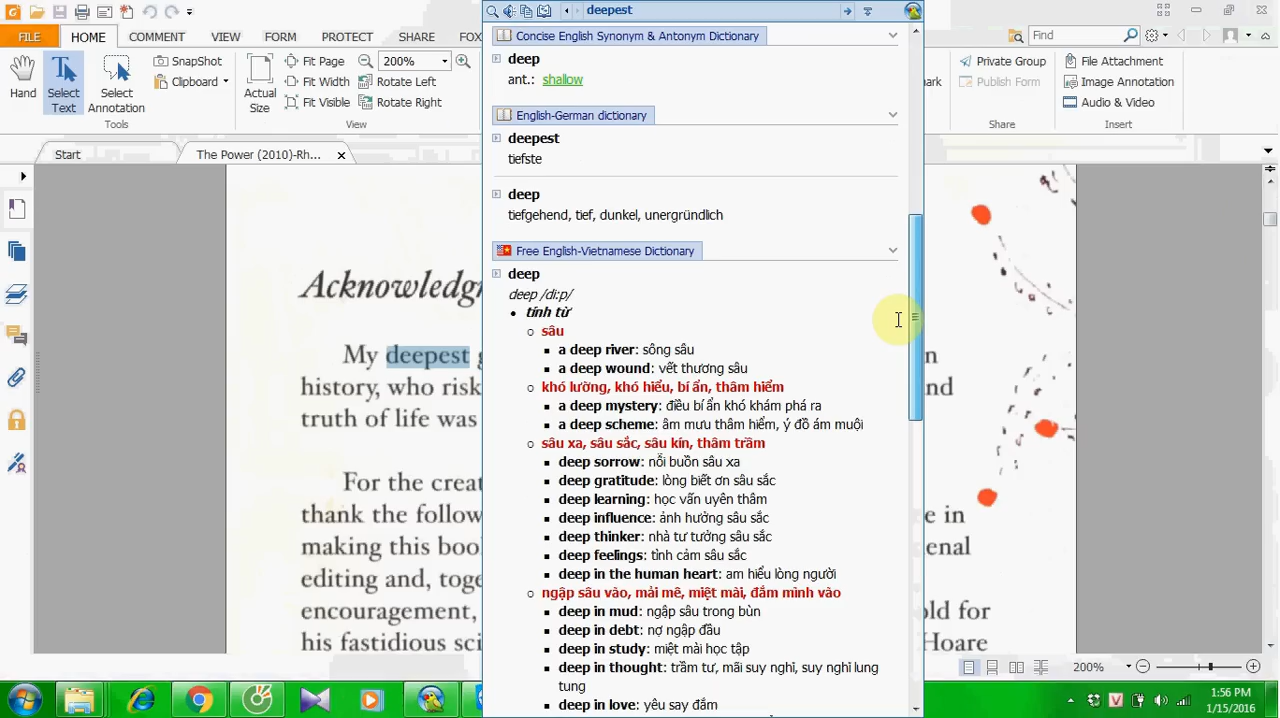 deepest
FILE
HOME
COMMENT
VIEW
FORM
PROTECT
SHARE
FOX
Find
Hand
Select
Text
Select
Annotation
SnapShot
Clipboard
Tools
Actual
Size
Fit Page
Fit Width
Fit Visible
200%
Rotate Left
Rotate Right
View
mark
Private Group
Publish Form
Share
File Attachment
Image Annotation
Audio & Video
Insert
Start
The Power (2010)-Rh...
Concise English Synonym & Antonym Dictionary
deep
ant.: shallow
English-German dictionary
deepest
tiefste
deep
tiefgehend, tief, dunkel, unergründlich
Free English-Vietnamese Dictionary
deep
deep /di:p/
tính từ
sâu
a deep river: sông sâu
a deep wound: vết thương sâu
khó lường, khó hiểu, bí ẩn, thâm hiểm
a deep mystery: điều bí ẩn khó khám phá ra
a deep scheme: âm mưu thâm hiểm, ý đồ ám muội
sâu xa, sâu sắc, sâu kín, thâm trầm
deep sorrow: nỗi buồn sâu xa
deep gratitude: lòng biết ơn sâu sắc
deep learning: học vấn uyên thâm
deep influence: ảnh hưởng sâu sắc
deep thinker: nhà tư tưởng sâu sắc
deep feelings: tình cảm sâu sắc
deep in the human heart: am hiểu lòng người
ngập sâu vào, mải mê, miệt mài, đắm mình vào
deep in mud: ngập sâu trong bùn
deep in debt: nợ ngập đầu
deep in study: miệt mài học tập
deep in thought: trầm tư, mãi suy nghĩ, suy nghĩ lung
tung
deep in love: yêu say đắm
Acknowledgr
My deepest g
history, who risk
truth of life was
For the creat
thank the follow
making this boo
editing and, toge
encouragement,
his fastidious sci
n
nd
e in
enal
old for
Hoare
200%
1:56 PM
1/15/2016